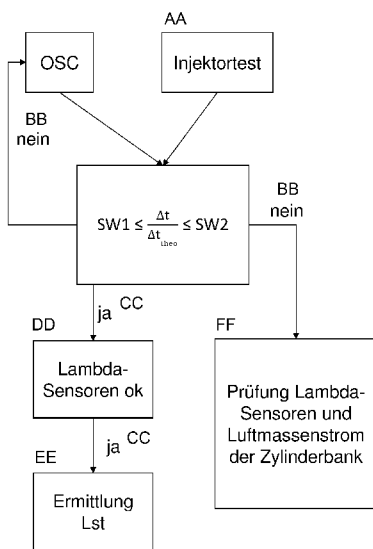 AA
OSC
Injektortest
BB
nein
SW1 ≤ Δt/Δt_theo ≤ SW2
BB
nein
ja CC
DD
Lambda-
Sensoren ok
FF
Prüfung Lambda-
Sensoren und
Luftmassenstrom
der Zylinderbank
ja CC
EE
Ermittlung
Lst